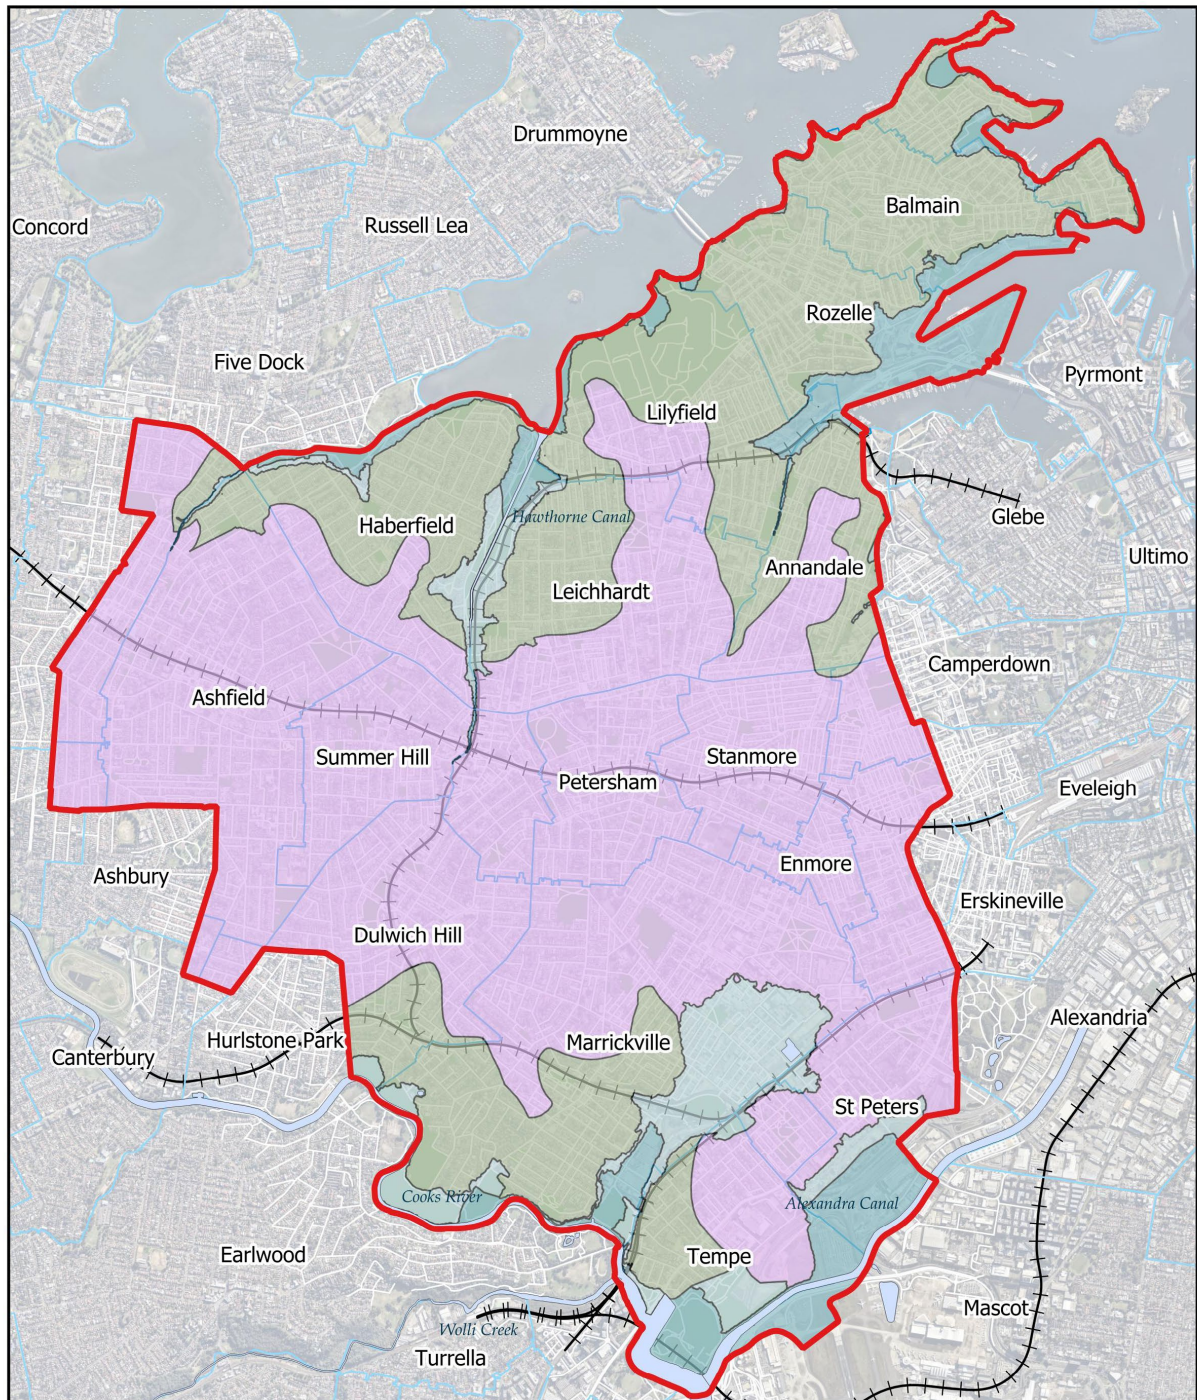 Drummoyne
Balmain
Concord
Russell Lea
Rozelle
Five Dock
Pyrmont
Lilyfield
Hawthorne Canal
Haberfield
Glebe
Ultimo
Annandale
Leichhardt
Camperdown
Ashfield
Summer Hill
Stanmore
Petersham
Eveleigh
Enmore
Ashbury
Erskineville
Dulwich Hill
Alexandria
Hurlstone Park
Marrickville
Canterbury
St Peters
Cooks River
Alexandra Canal
Earlwood
Tempe
Mascot
Wolli Creek
Turrella